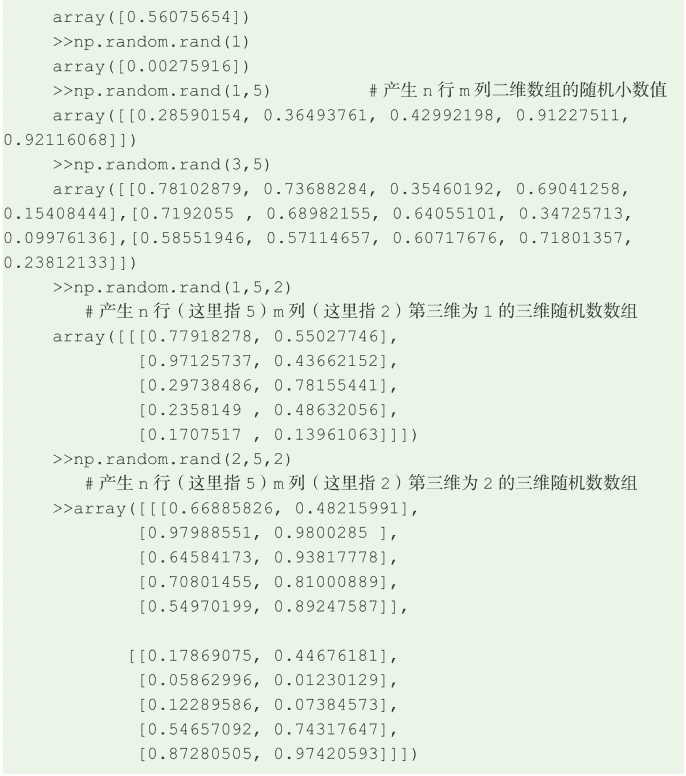 array([0.56075654])
>>np.random.rand(1)
array([0.00275916])
>>np.random.rand(1,5) #产生 n 行 m 列二维数组的随机小数值
array([[0.28590154, 0.36493761, 0.42992198, 0.91227511,
0.92116068]])
>>np.random.rand(3,5)
array([[0.78102879, 0.73688284, 0.35460192, 0.69041258,
0.15408444],[0.7192055 , 0.68982155, 0.64055101, 0.34725713,
0.09976136],[0.58551946, 0.57114657, 0.60717676, 0.71801357,
0.23812133]])
>>np.random.rand(1,5,2)
#产生 n 行（这里指 5）m 列（这里指 2）第三维为 1 的三维随机数数组
array([[[0.77918278, 0.55027746],
[0.97125737, 0.43662152],
[0.29738486, 0.78155441],
[0.2358149 , 0.48632056],
[0.1707517 , 0.13961063]]])
>>np.random.rand(2,5,2)
#产生 n 行（这里指 5）m 列（这里指 2）第三维为 2 的三维随机数数组
>>array([[[0.66885826, 0.48215991],
[0.97988551, 0.9800285 ],
[0.64584173, 0.93817778],
[0.70801455, 0.81000889],
[0.54970199, 0.89247587]],
[[0.17869075, 0.44676181],
[0.05862996, 0.01230129],
[0.12289586, 0.07384573],
[0.54657092, 0.74317647],
[0.87280505, 0.97420593]]])